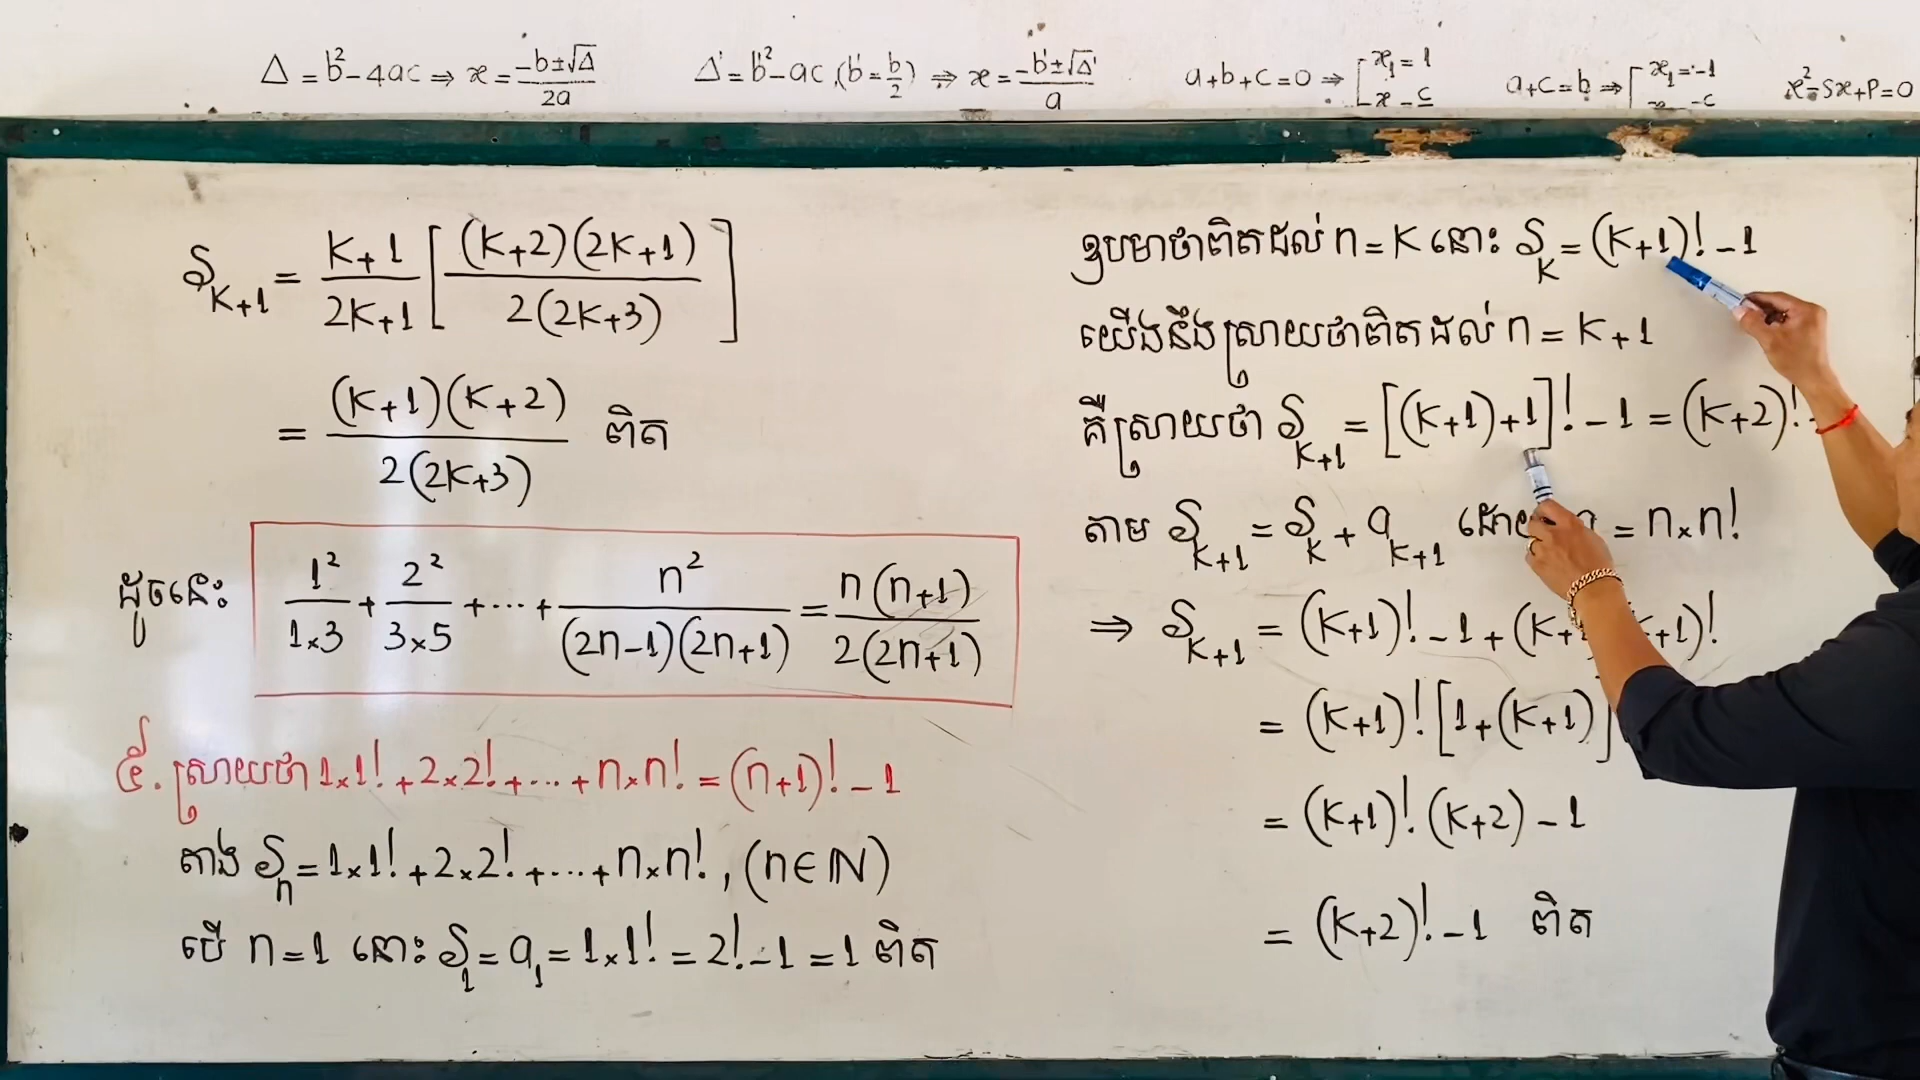 Δ = b² - 4ac ⇒ x = (-b±√Δ)/2a
Δ' = b'² - ac, (b' = b/2) ⇒ x = (-b'±√Δ')/a
a+b+c=0 ⇒ [x₁ = 1
a+c=b ⇒ [x₁ = -1
x² - Sx + P = 0
S_{K+1} = (K+1)/(2K+1) [(K+2)(2K+1)/2(2K+3)]
= (K+1)(K+2)/2(2K+3) ពិត
ដូចនេះ 1²/(1×3) + 2²/(3×5) + ... + n²/((2n-1)(2n+1)) = n(n+1)/2(2n+1)
៥. ស្រាយថា 1×1! + 2×2! + ... + n×n! = (n+1)! - 1
តាង Sₙ = 1×1! + 2×2! + ... + n×n!, (n∈ℕ)
បើ n = 1 នោះ S₁ = a₁ = 1×1! = 2! - 1 = 1 ពិត
ឧបមាថាពិតដល់ n = K នោះ S_K = (K+1)! - 1
យើងនឹងស្រាយថាពិតដល់ n = K+1
គឺស្រាយថា S_{K+1} = [(K+1)+1]! - 1 = (K+2)! -
តាម S_{K+1} = S_K + a_{K+1} ដោយ = n×n!
⇒ S_{K+1} = (K+1)! - 1 + (K+ +1)!
= (K+1)! [1+(K+1)]
= (K+1)! (K+2) - 1
= (K+2)! - 1 ពិត